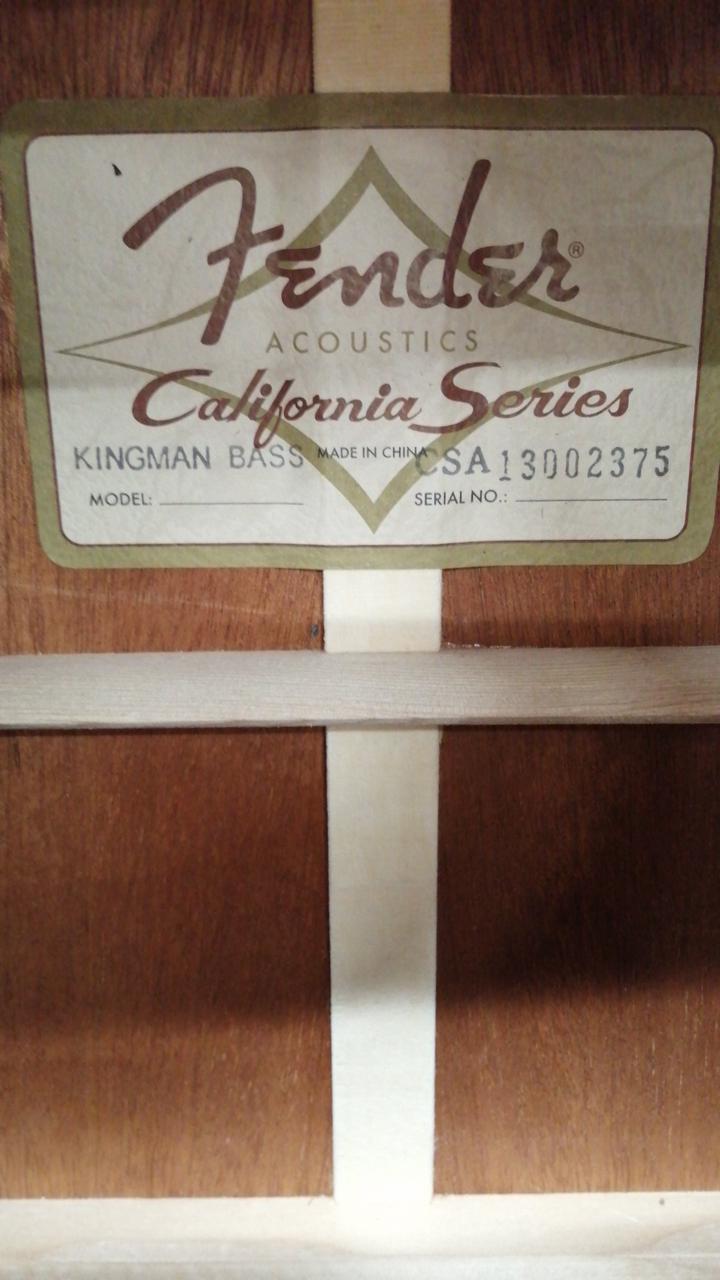 Fender®
ACOUSTICS
California Series
KINGMAN BASS MADE IN CHINA CSA13002375
MODEL: SERIAL NO.: